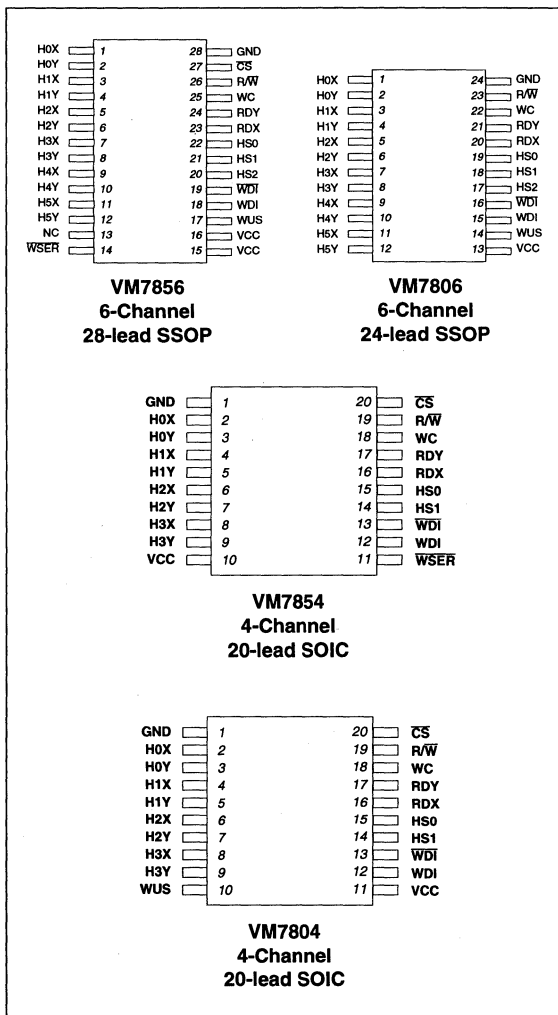 H0X 1 28 GND
H0Y 2 27 C̅S̅
H1X 3 26 R/W̅
H1Y 4 25 WC
H2X 5 24 RDY
H2Y 6 23 RDX
H3X 7 22 HS0
H3Y 8 21 HS1
H4X 9 20 HS2
H4Y 10 19 W̅D̅I̅
H5X 11 18 WDI
H5Y 12 17 WUS
NC 13 16 VCC
W̅S̅E̅R̅ 14 15 VCC
VM7856
6-Channel
28-lead SSOP
H0X 1 24 GND
H0Y 2 23 R/W̅
H1X 3 22 WC
H1Y 4 21 RDY
H2X 5 20 RDX
H2Y 6 19 HS0
H3X 7 18 HS1
H3Y 8 17 HS2
H4X 9 16 W̅D̅I̅
H4Y 10 15 WDI
H5X 11 14 WUS
H5Y 12 13 VCC
VM7806
6-Channel
24-lead SSOP
GND 1 20 C̅S̅
H0X 2 19 R/W̅
H0Y 3 18 WC
H1X 4 17 RDY
H1Y 5 16 RDX
H2X 6 15 HS0
H2Y 7 14 HS1
H3X 8 13 W̅D̅I̅
H3Y 9 12 WDI
VCC 10 11 W̅S̅E̅R̅
VM7854
4-Channel
20-lead SOIC
GND 1 20 C̅S̅
H0X 2 19 R/W̅
H0Y 3 18 WC
H1X 4 17 RDY
H1Y 5 16 RDX
H2X 6 15 HS0
H2Y 7 14 HS1
H3X 8 13 W̅D̅I̅
H3Y 9 12 WDI
WUS 10 11 VCC
VM7804
4-Channel
20-lead SOIC